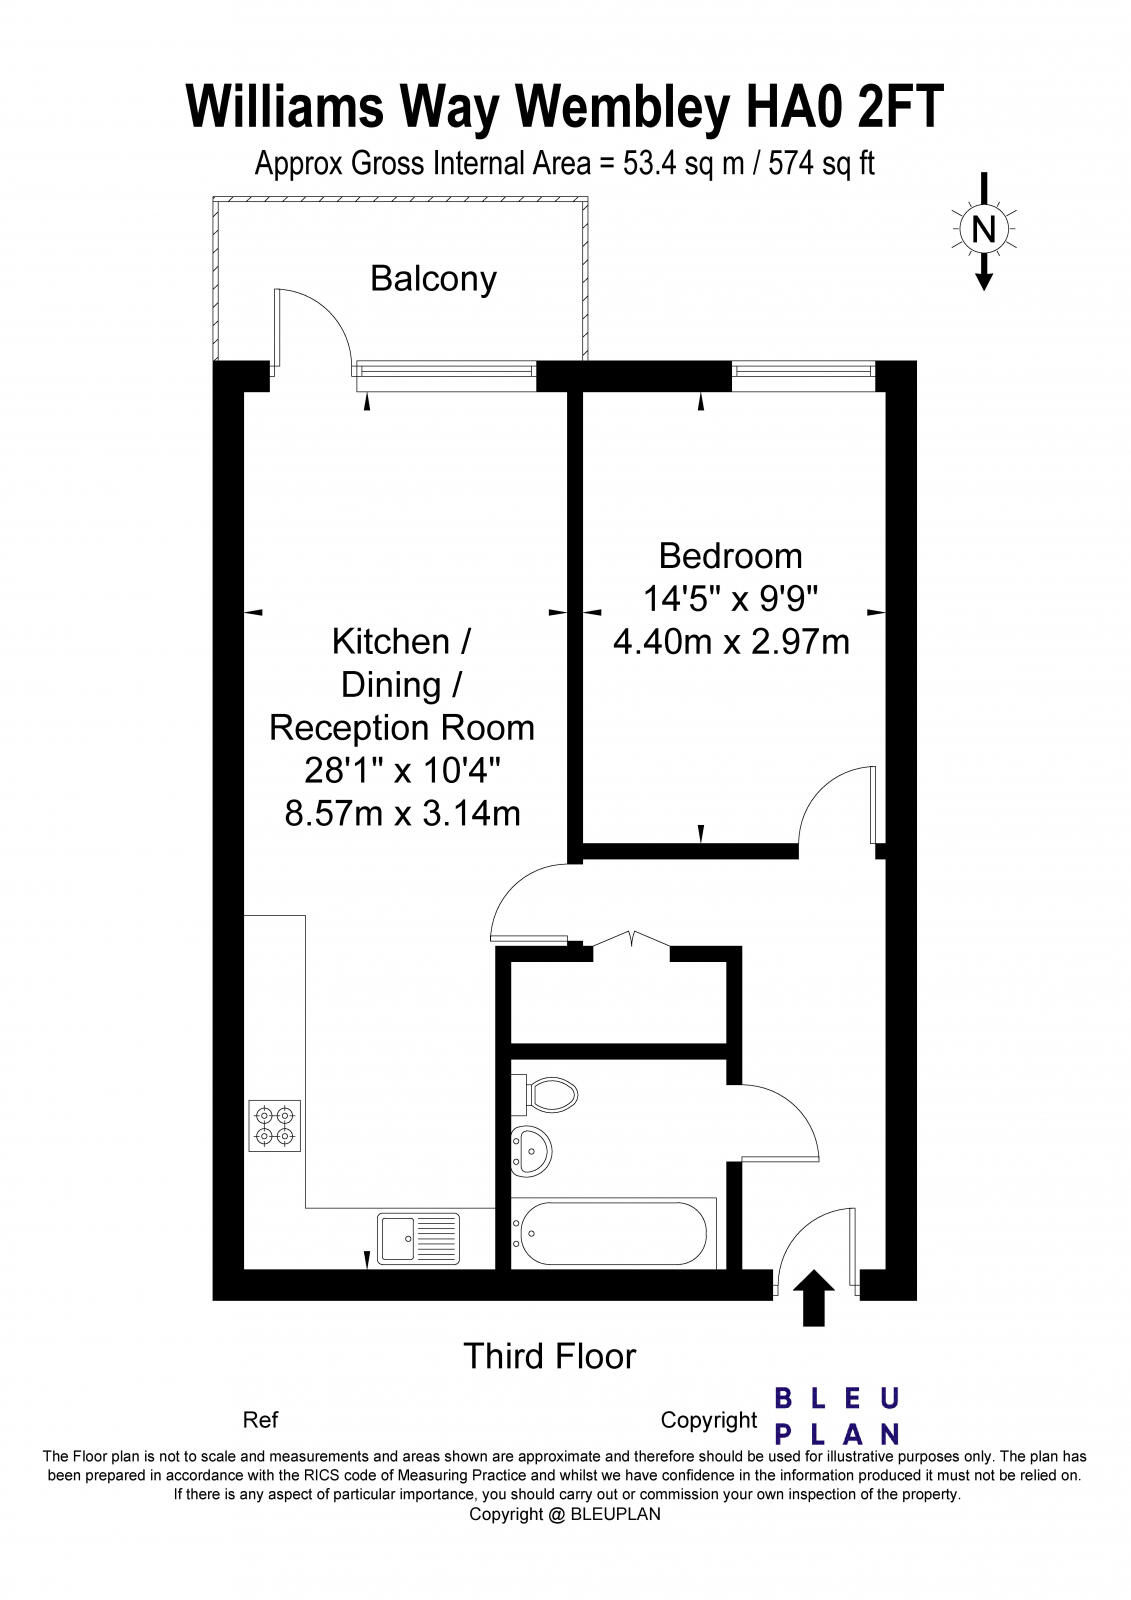 Williams Way Wembley HA0 2FT
Approx Gross Internal Area = 53.4 sq m / 574 sq ft
N
Balcony
Bedroom
14'5" x 9'9"
4.40m x 2.97m
Kitchen /
Dining /
Reception Room
28'1" x 10'4"
8.57m x 3.14m
Third Floor
Ref
Copyright
BLEU
PLAN
The Floor plan is not to scale and measurements and areas shown are approximate and therefore should be used for illustrative purposes only. The plan has
been prepared in accordance with the RICS code of Measuring Practice and whilst we have confidence in the information produced it must not be relied on.
If there is any aspect of particular importance, you should carry out or commission your own inspection of the property.
Copyright @ BLEUPLAN